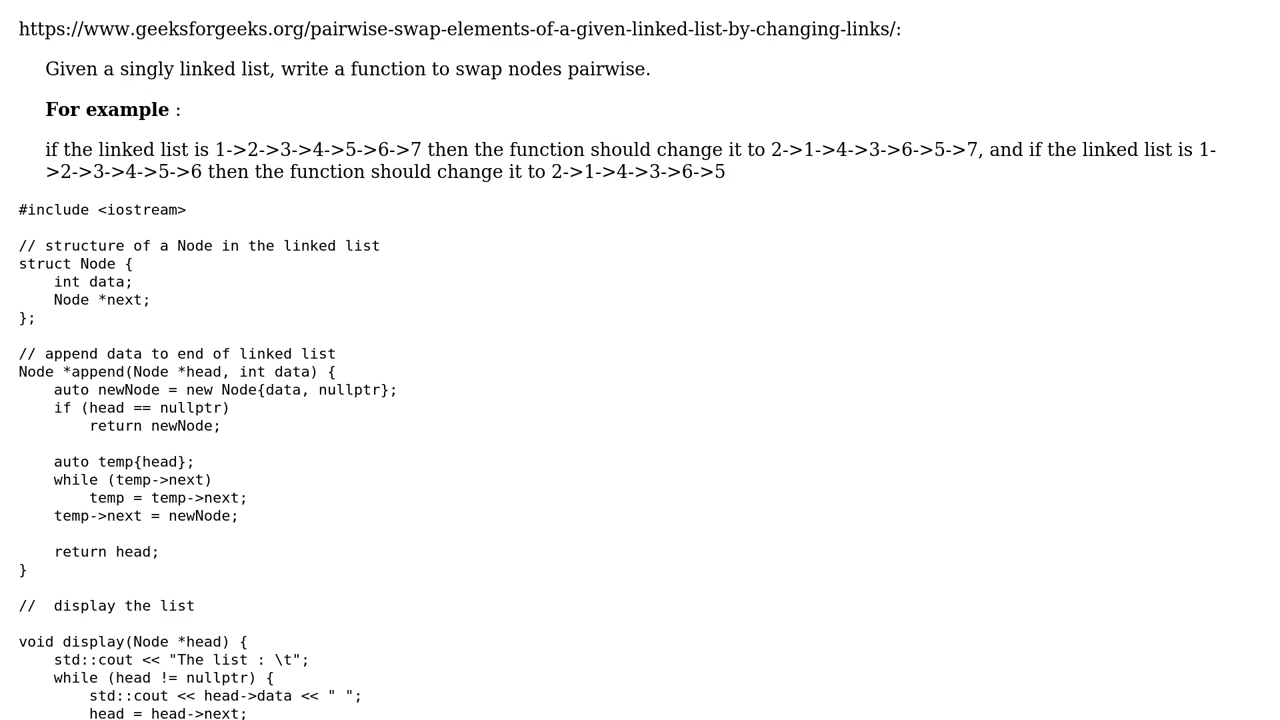 https://www.geeksforgeeks.org/pairwise-swap-elements-of-a-given-linked-list-by-changing-links/:
Given a singly linked list, write a function to swap nodes pairwise.
For example :
if the linked list is 1->2->3->4->5->6->7 then the function should change it to 2->1->4->3->6->5->7, and if the linked list is 1-
>2->3->4->5->6 then the function should change it to 2->1->4->3->6->5
#include <iostream>
// structure of a Node in the linked list
struct Node {
    int data;
    Node *next;
};
// append data to end of linked list
Node *append(Node *head, int data) {
    auto newNode = new Node{data, nullptr};
    if (head == nullptr)
        return newNode;
    auto temp{head};
    while (temp->next)
        temp = temp->next;
    temp->next = newNode;
    return head;
}
//  display the list
void display(Node *head) {
    std::cout << "The list : \t";
    while (head != nullptr) {
        std::cout << head->data << " ";
        head = head->next;